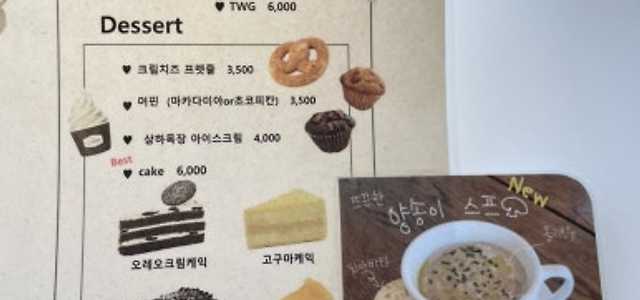 ♥ TWG 6,000
Dessert
♥ 크림치즈 프렛즐 3,500
♥ 머핀 (마카다미아or초코피칸) 3,500
♥ 상하목장 아이스크림 4,000
Best
♥ cake 6,000
오레오크림케익
고구마케익
New
뜨끈한
양송이 스프